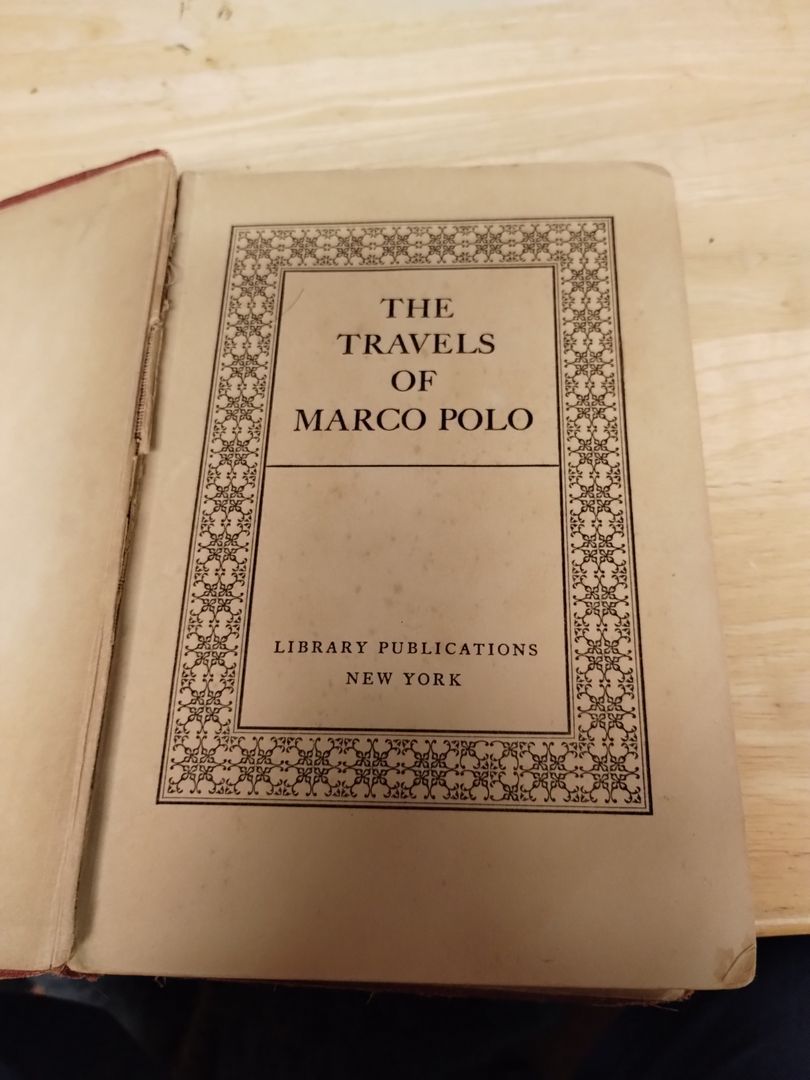 THE
TRAVELS
OF
MARCO POLO
LIBRARY PUBLICATIONS
NEW YORK